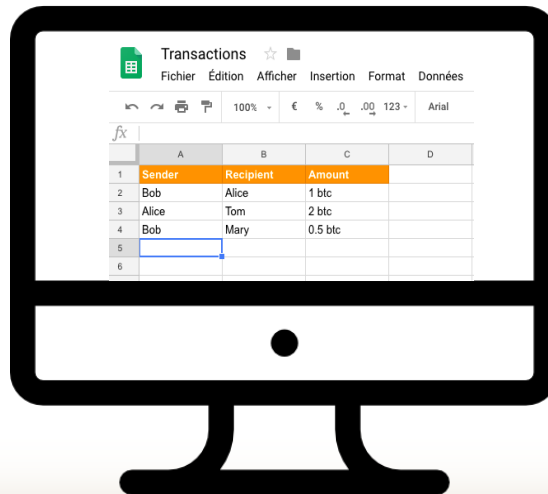 Transactions
Fichier Édition Afficher Insertion Format Données
100% € % .0 .00 123 Arial
fx
A B C D
1 Sender Recipient Amount
2 Bob Alice 1 btc
3 Alice Tom 2 btc
4 Bob Mary 0.5 btc
5
6